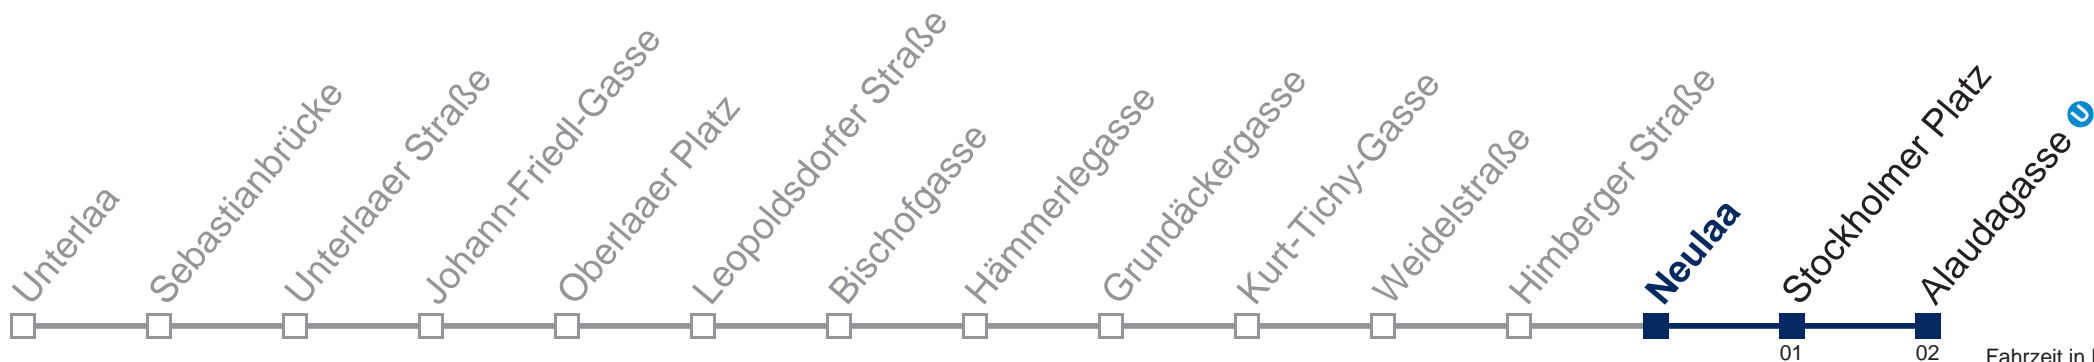 Unterlaa
Sebastianbrücke
Unterlaaer Straße
Johann-Friedl-Gasse
Oberlaaer Platz
Leopoldsdorfer Straße
Bischofgasse
Hämmerlegasse
Grundäckergasse
Kurt-Tichy-Gasse
Weidelstraße
Himberger Straße
Neulaa
Stockholmer Platz
Alaudagasse U
01
02
Fahrzeit in